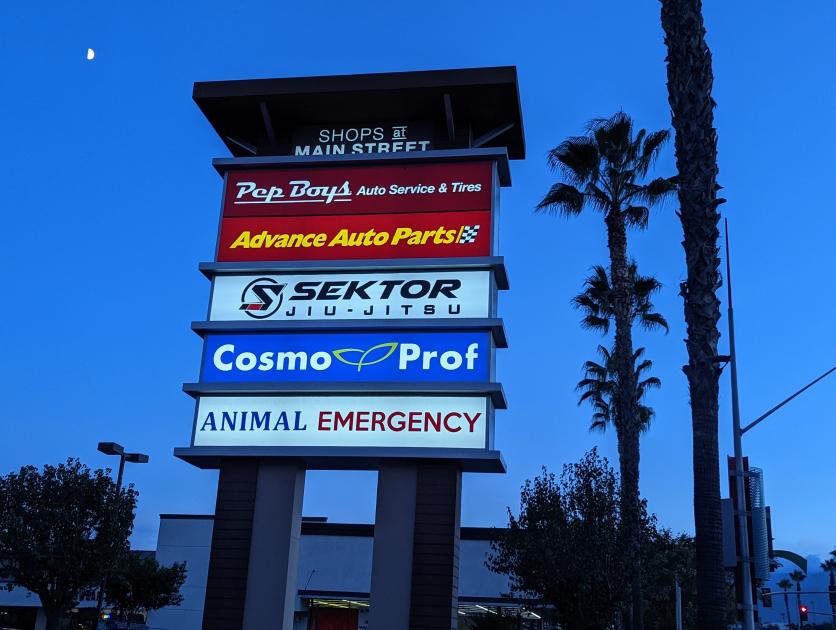 SHOPS at
MAIN STREET
Pep Boys Auto Service & Tires
Advance Auto Parts
SEKTOR
JIU-JITSU
Cosmo Prof
ANIMAL EMERGENCY